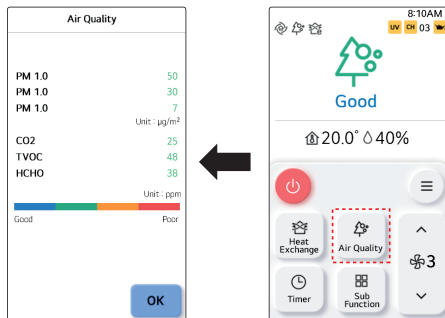 Air Quality
PM 1.0 50
PM 1.0 30
PM 1.0 7
Unit : μg/m²
CO2 25
TVOC 48
HCHO 38
Unit : ppm
Good Poor
OK
8:10AM
UV CH 03
Good
20.0° 40%
Heat
Exchange
Air Quality
3
Timer
Sub
Function